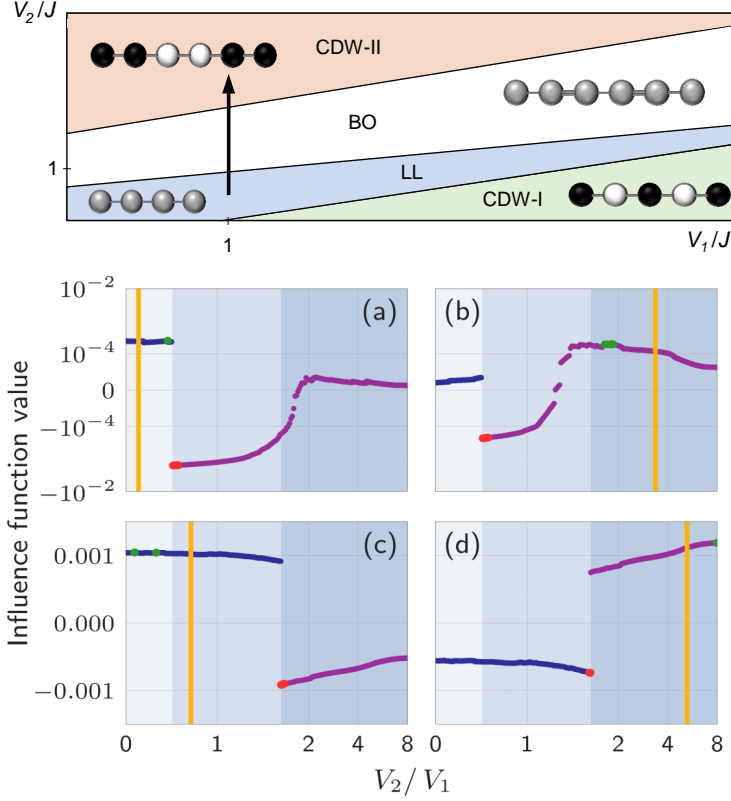 V₂/J
CDW-II
BO
1
LL
CDW-I
1
V₁/J
Influence function value
10⁻²
10⁻⁴
0
−10⁻⁴
−10⁻²
(a)
(b)
0.001
0.000
−0.001
(c)
(d)
0 1 2 4 8
0 1 2 4 8
V₂/ V₁